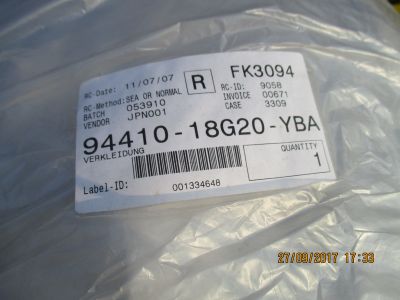 RC-Date: 11/07/07 R FK3094
RC-Method: SEA OR NORMAL RC-ID: 9058
BATCH 053910 INVOICE 00671
VENDOR JPN001 CASE 3309
94410-18G20-YBA
VERKLEIDUNG QUANTITY
1
Label-ID: 001334648
27/09/2017 17:33